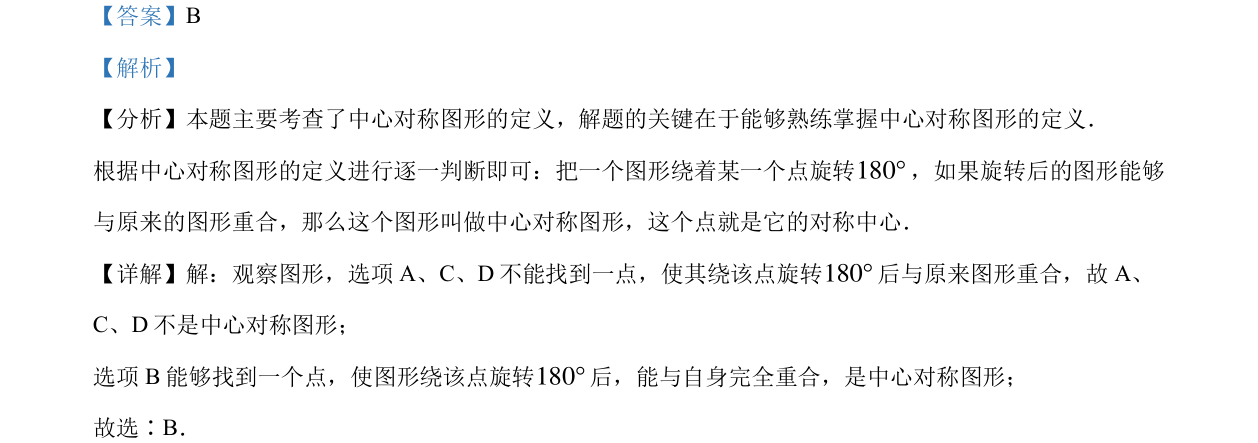 【答案】B
【解析】
【分析】本题主要考查了中心对称图形的定义，解题的关键在于能够熟练掌握中心对称图形的定义．
根据中心对称图形的定义进行逐一判断即可：把一个图形绕着某一个点旋转180°，如果旋转后的图形能够
与原来的图形重合，那么这个图形叫做中心对称图形，这个点就是它的对称中心．
【详解】解：观察图形，选项 A、C、D 不能找到一点，使其绕该点旋转180°后与原来图形重合，故 A、
C、D 不是中心对称图形；
选项 B 能够找到一个点，使图形绕该点旋转180°后，能与自身完全重合，是中心对称图形；
故选∶B．